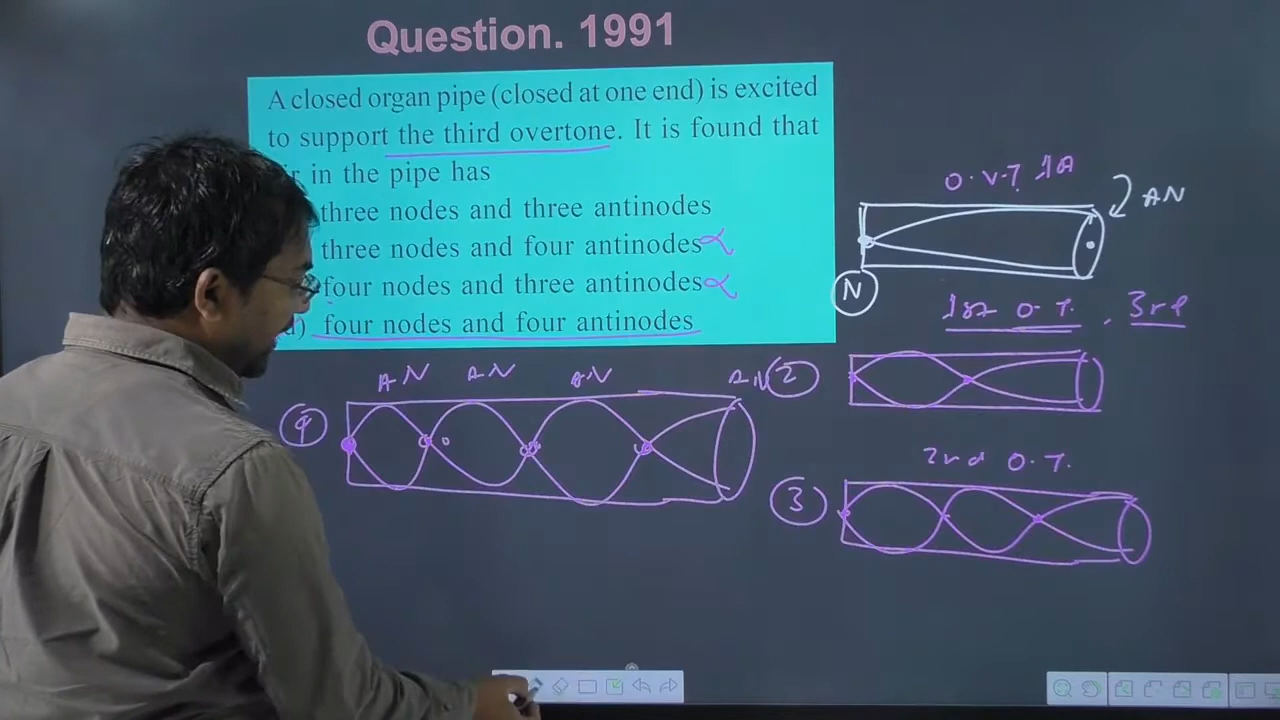 Question. 1991
A closed organ pipe (closed at one end) is excited
to support the third overtone. It is found that
in the pipe has
three nodes and three antinodes
three nodes and four antinodes
four nodes and three antinodes
d) four nodes and four antinodes
AN
N
1st O.T. , 3rd
AN AN AN AN
2
4
2nd O.T.
3